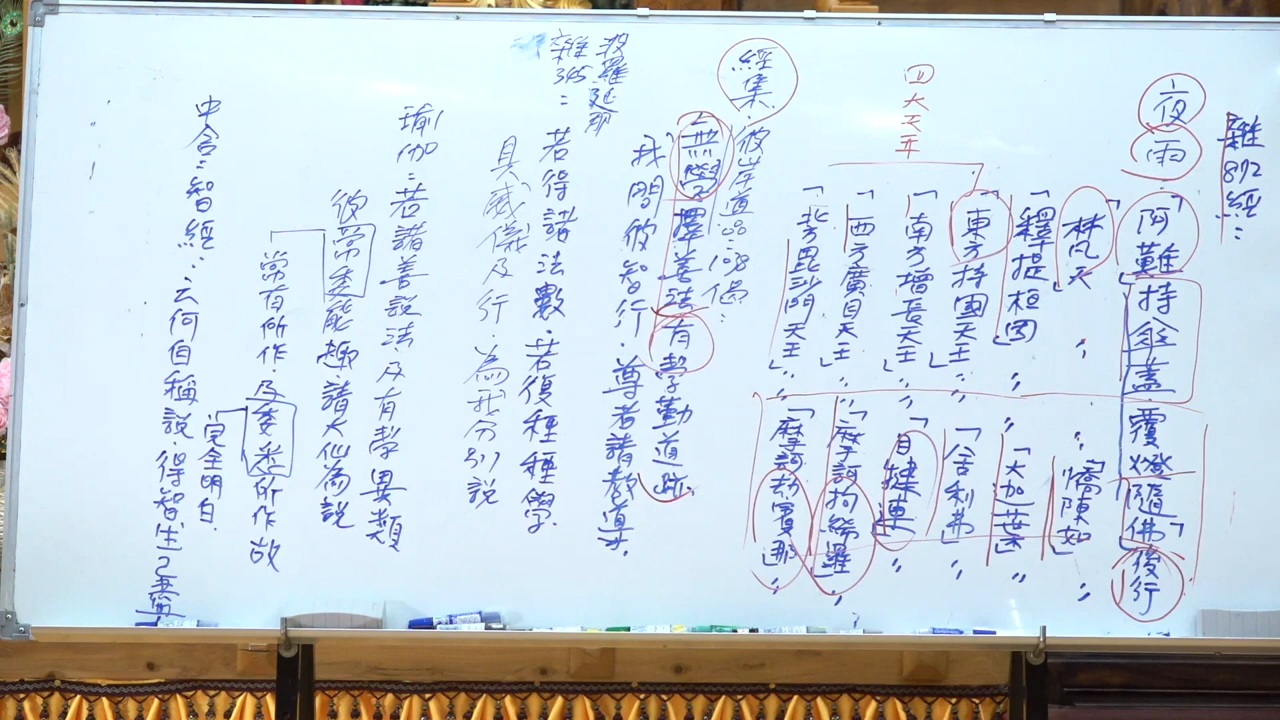 雜872經：
夜雨．「阿難」持傘蓋．覆燈隨「佛」後行
「梵天」〃〃「憍陳如」〃
「釋提桓因」〃〃「大加葉」〃
「東方持國天王」〃〃「舍利弗」〃
「南方增長天王」〃〃「目揵連」〃
「西方廣目天王」〃〃「摩訶拘絺羅」〃
「北方毘沙門天王」〃〃「摩訶劫賓那」〃
四大天王
經集．彼岸道品．1038偈：
「無學擇善法有學勤道跡．
我問彼智行．尊者請教導」．
波羅延那
雜345：若得諸法數．若復種種學
具威儀及行．為我分別說
瑜伽：若諸善說法．及有學異類
彼常委能趣．請大仙為說
常有所作．及委悉所作故
完全明白．
中含：智經：云何自稱說．得智生已盡